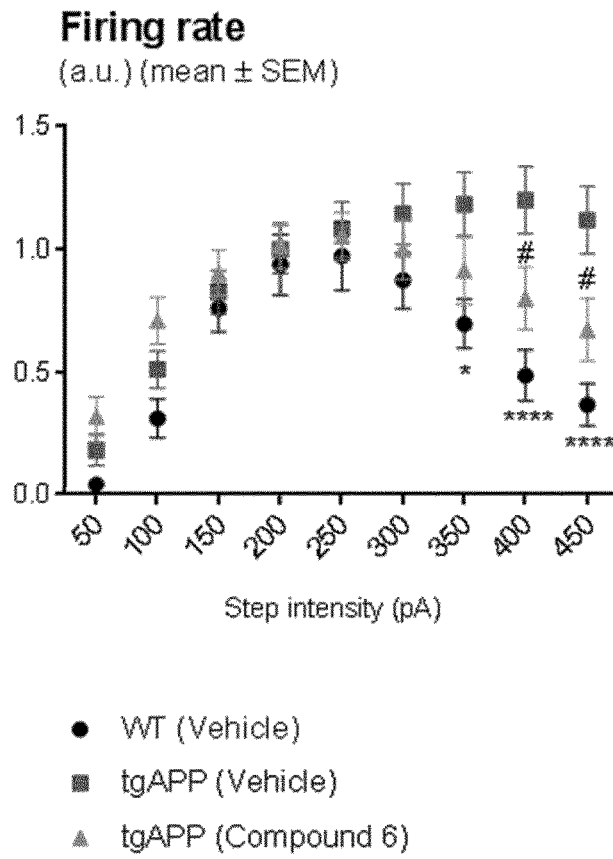 Firing rate
(a.u.) (mean ± SEM)
1.5
1.0
0.5
0.0
# #
* **** ****
50 100 150 200 250 300 350 400 450
Step intensity (pA)
WT (Vehicle)
tgAPP (Vehicle)
tgAPP (Compound 6)